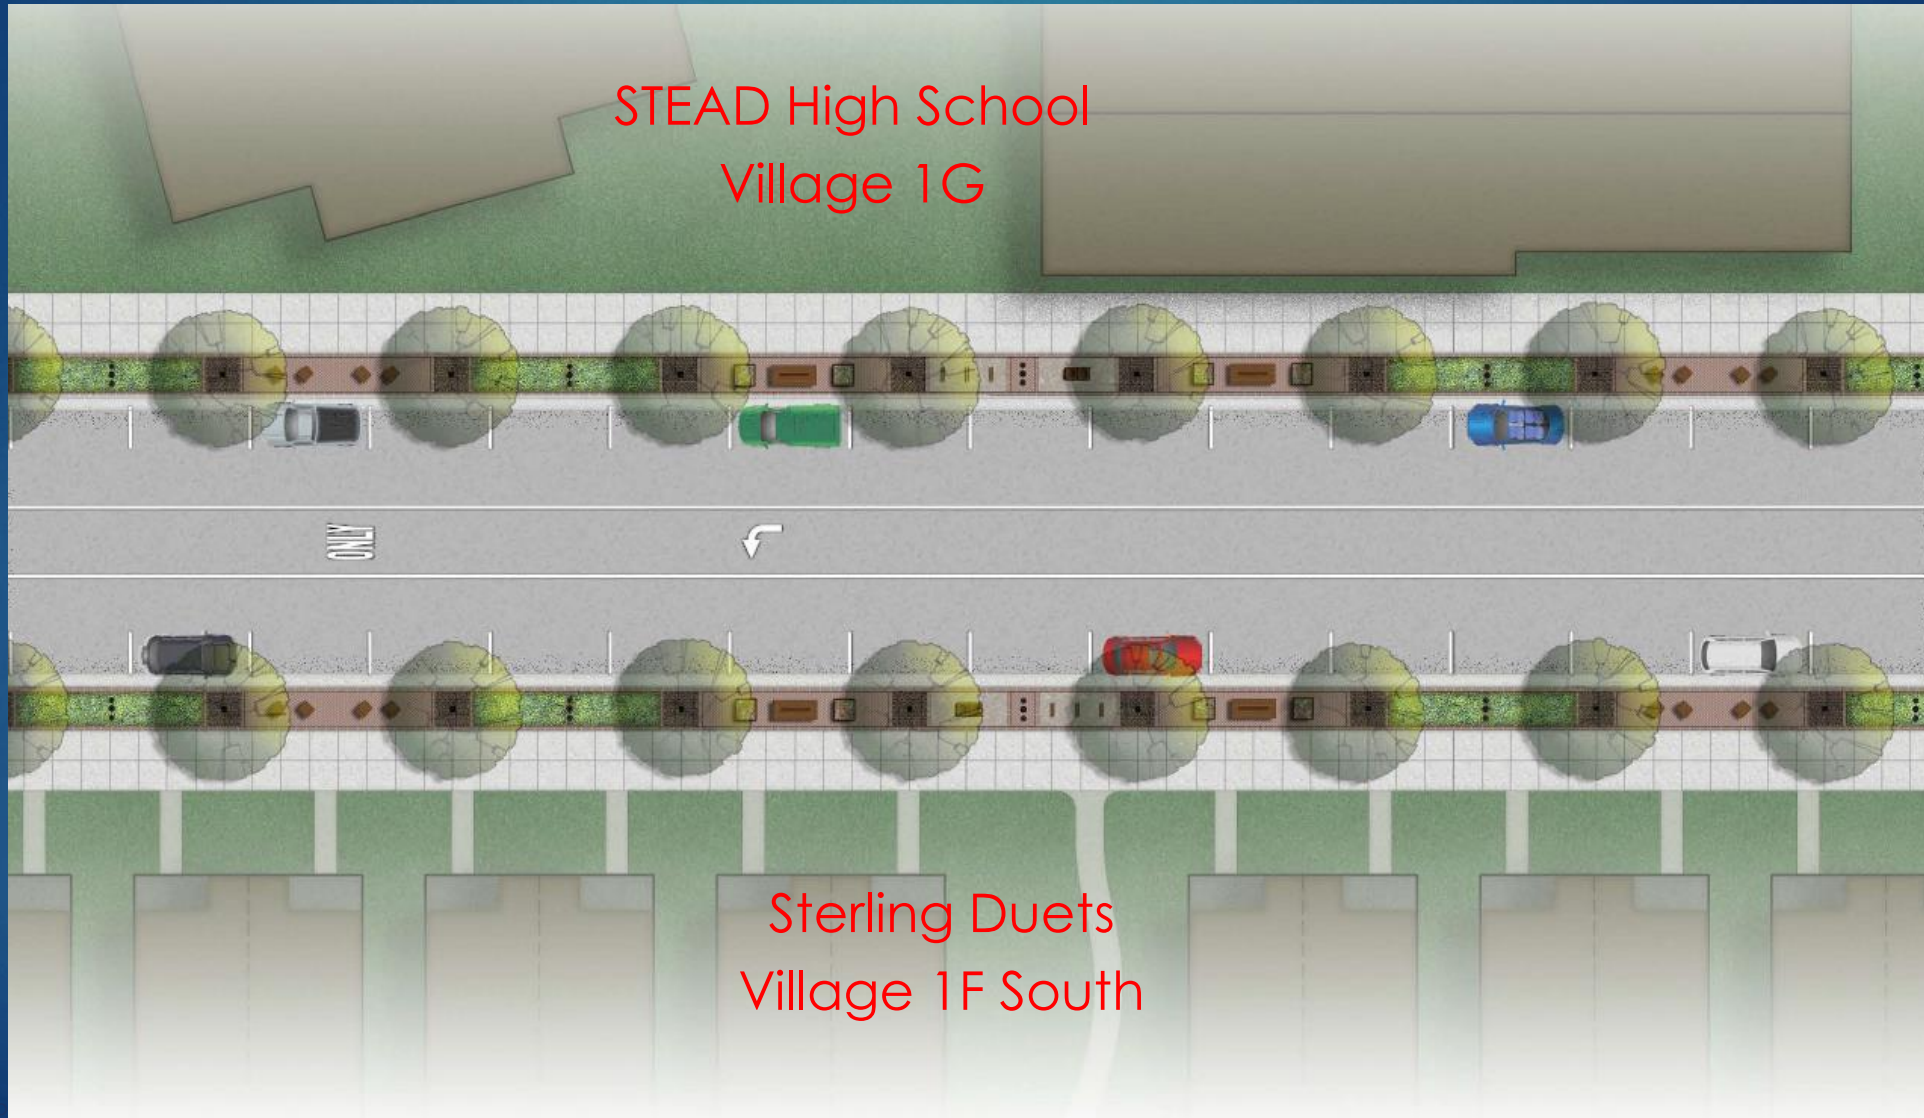 STEAD High School
Village 1G
ONLY
Sterling Duets
Village 1F South